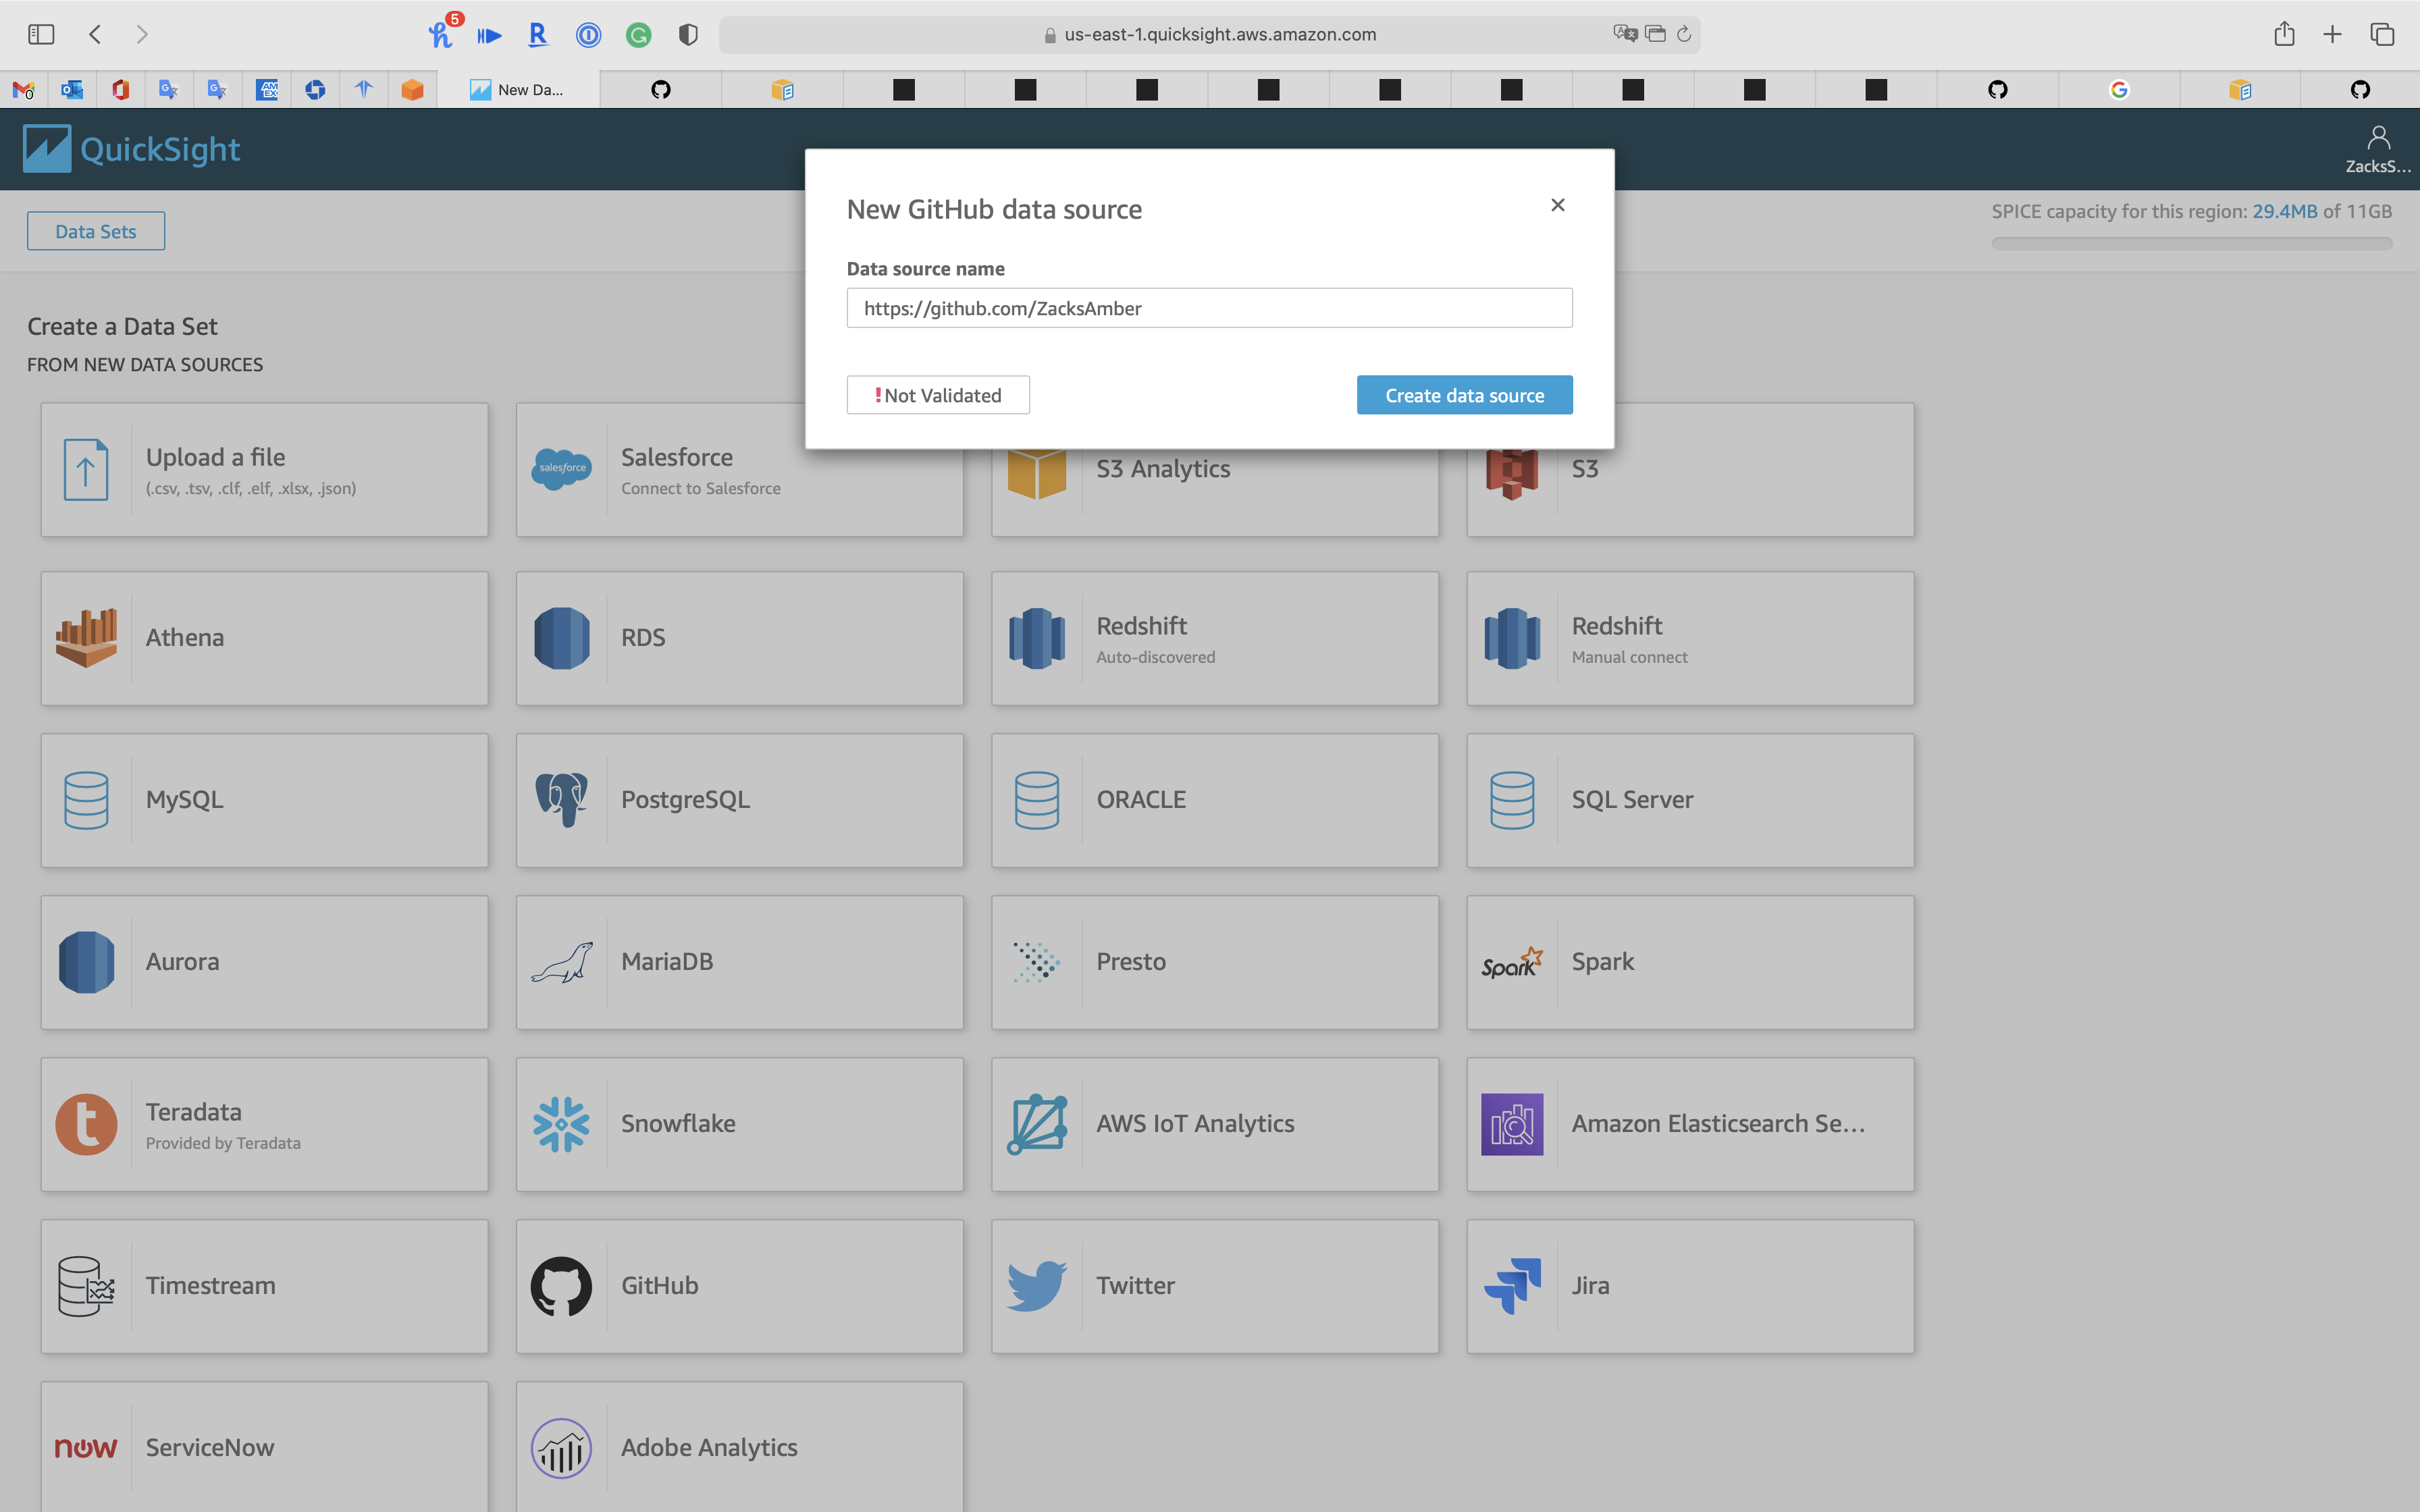 5
us-east-1.quicksight.aws.amazon.com
0
AM
EX
New Da...
QuickSight
ZacksS...
Data Sets
SPICE capacity for this region: 29.4MB of 11GB
New GitHub data source
Data source name
https://github.com/ZacksAmber
!Not Validated
Create data source
Create a Data Set
FROM NEW DATA SOURCES
Upload a file
(.csv, .tsv, .clf, .elf, .xlsx, .json)
salesforce
Salesforce
Connect to Salesforce
S3 Analytics
S3
Athena
RDS
Redshift
Auto-discovered
Redshift
Manual connect
MySQL
PostgreSQL
ORACLE
SQL Server
Aurora
MariaDB
Presto
Spark
Spark
t
Teradata
Provided by Teradata
Snowflake
AWS IoT Analytics
Amazon Elasticsearch Se...
Timestream
GitHub
Twitter
Jira
now
ServiceNow
Adobe Analytics